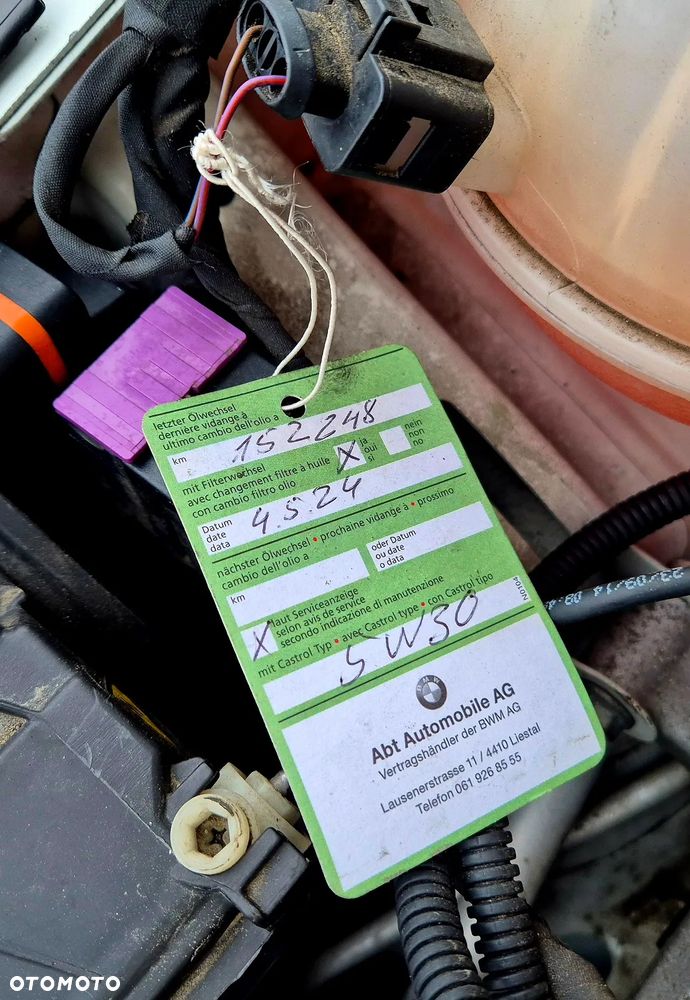 letzter Ölwechsel
dernière vidange à
ultimo cambio dell'olio a
km 152248
mit Filterwechsel
avec changement filtre à huile
con cambio filtro olio
X ja oui si
nein non no
Datum
date
data
4.5.24
nächster Ölwechsel • prochaine vidange à • prossimo
cambio dell'olio a
km
oder Datum
ou date
o data
X laut Serviceanzeige
selon avis de service
secondo indicazione di manutenzione
mit Castrol Typ • avec Castrol type • con Castrol tipo
5W30
N0104
BMW
Abt Automobile AG
Vertragshändler der BWM AG
Lausenerstrasse 11 / 4410 Liestal
Telefon 061 926 85 55
OTOMOTO